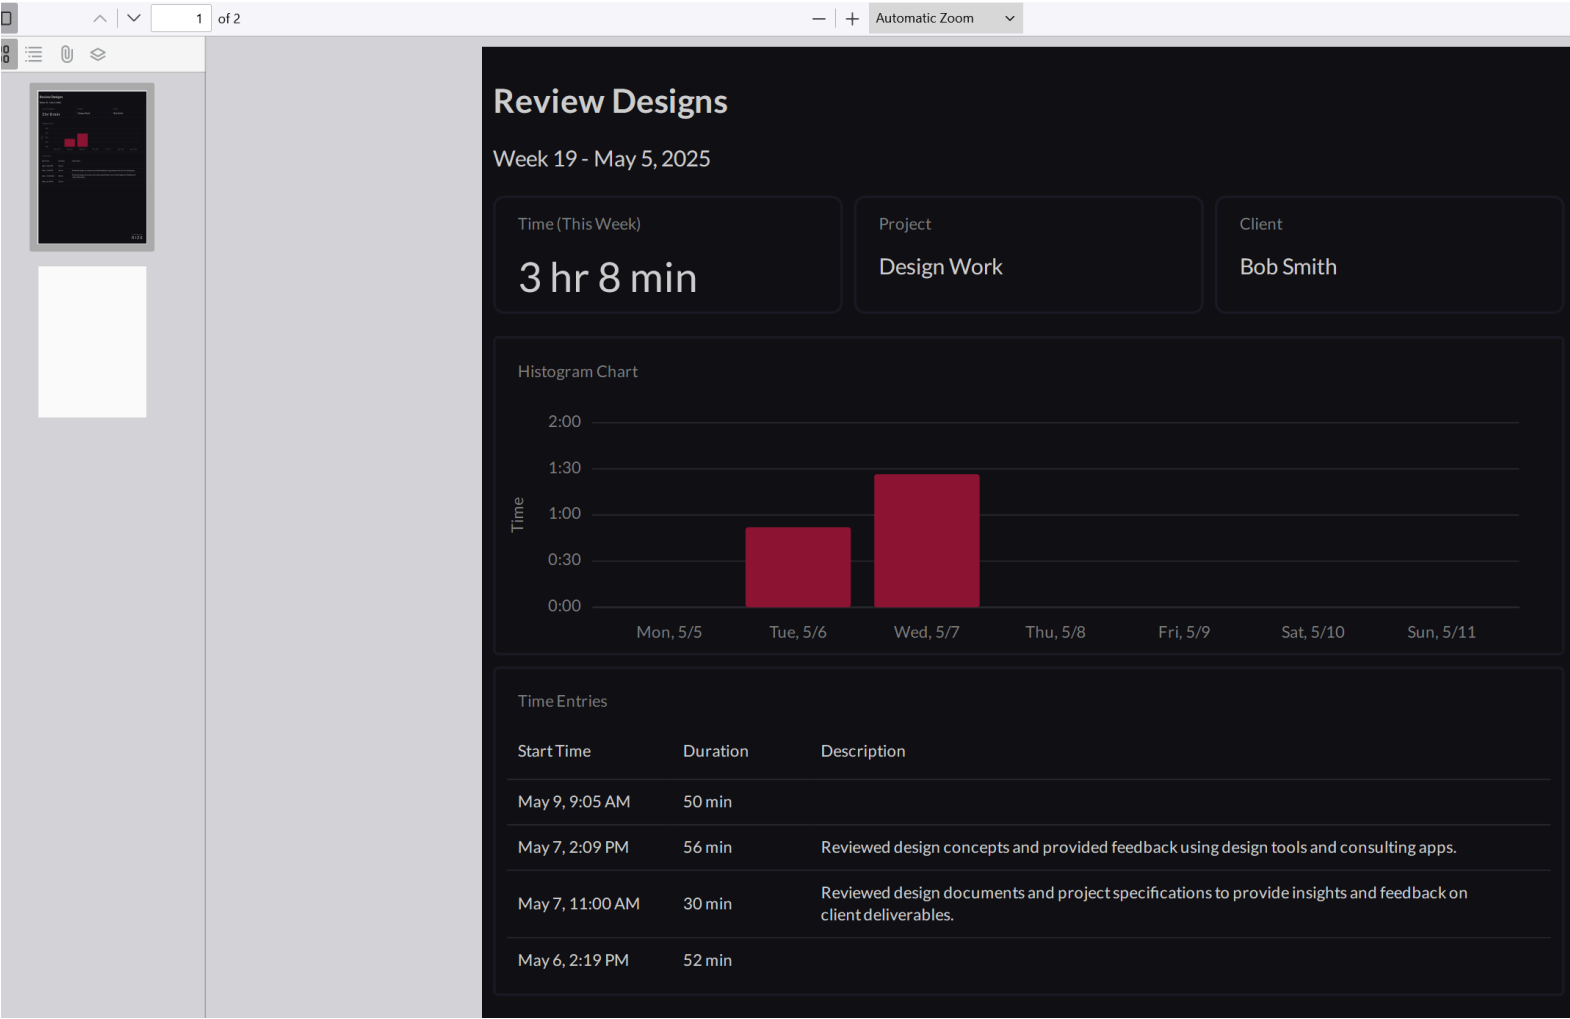 1 of 2
Automatic Zoom
Review Designs
Week 19 - May 5, 2025
Time (This Week)
3 hr 8 min
Project
Design Work
Client
Bob Smith
Histogram Chart
2:00
1:30
1:00
0:30
0:00
Time
Mon, 5/5 Tue, 5/6 Wed, 5/7 Thu, 5/8 Fri, 5/9 Sat, 5/10 Sun, 5/11
Time Entries
Start Time Duration Description
May 9, 9:05 AM 50 min
May 7, 2:09 PM 56 min Reviewed design concepts and provided feedback using design tools and consulting apps.
May 7, 11:00 AM 30 min Reviewed design documents and project specifications to provide insights and feedback on
client deliverables.
May 6, 2:19 PM 52 min